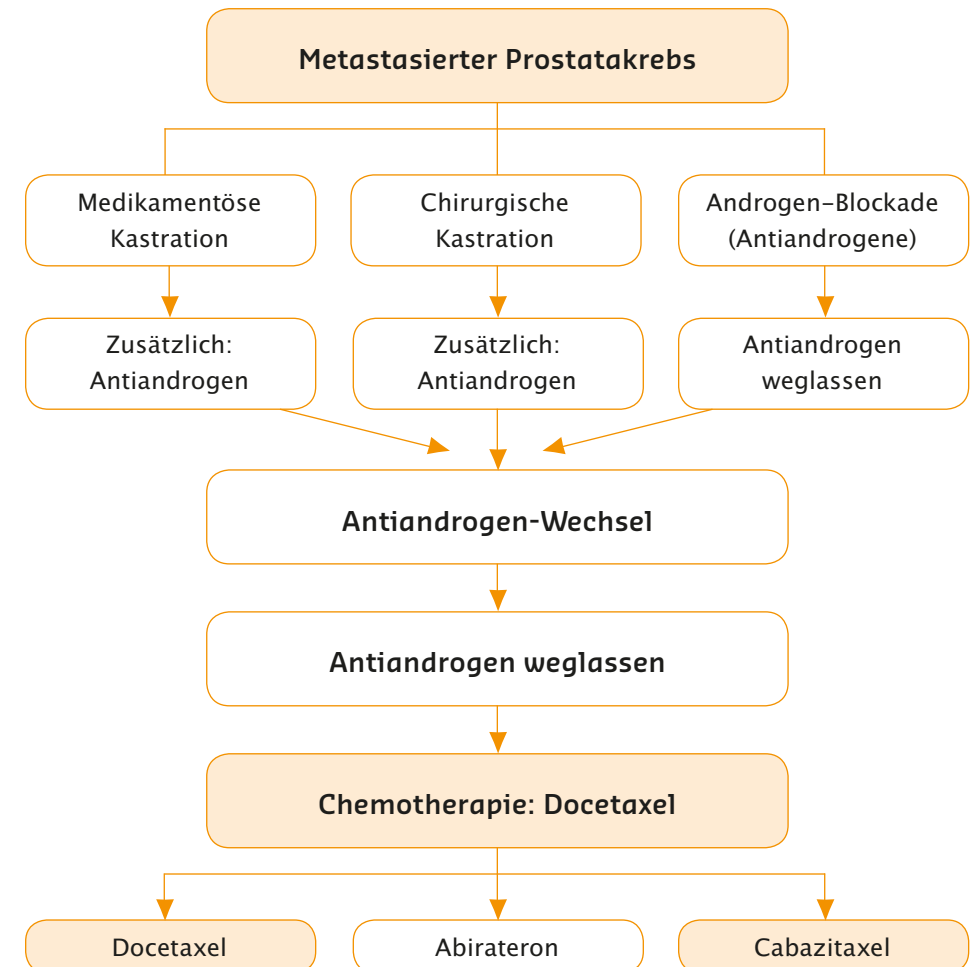 Metastasierter Prostatakrebs
Medikamentöse
Kastration
Chirurgische
Kastration
Androgen–Blockade
(Antiandrogene)
Zusätzlich:
Antiandrogen
Zusätzlich:
Antiandrogen
Antiandrogen
weglassen
Antiandrogen-Wechsel
Antiandrogen weglassen
Chemotherapie: Docetaxel
Docetaxel
Abirateron
Cabazitaxel